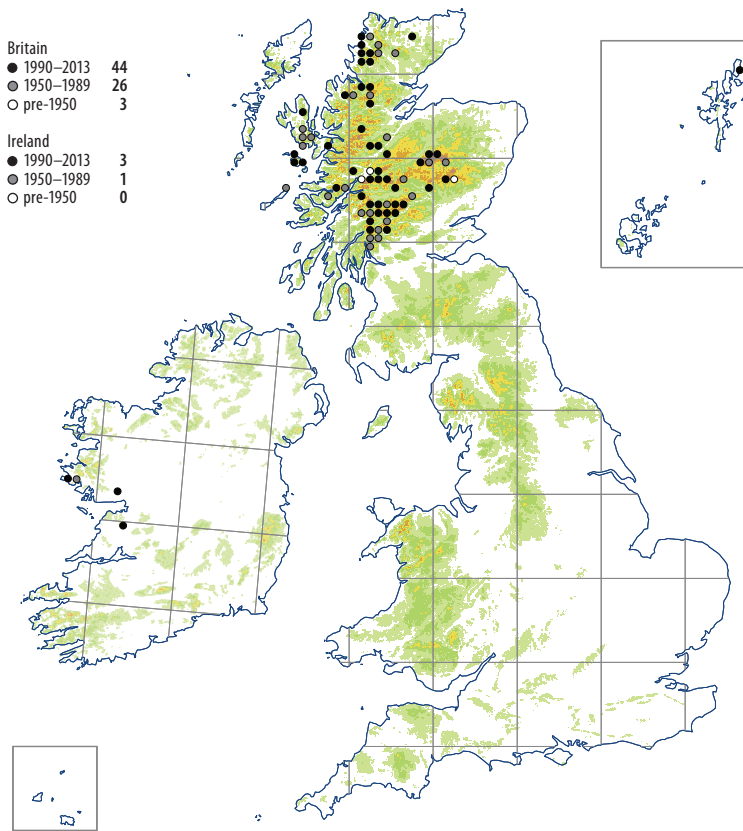 Britain
● 1990–2013 44
● 1950–1989 26
○ pre-1950 3
Ireland
● 1990–2013 3
● 1950–1989 1
○ pre-1950 0